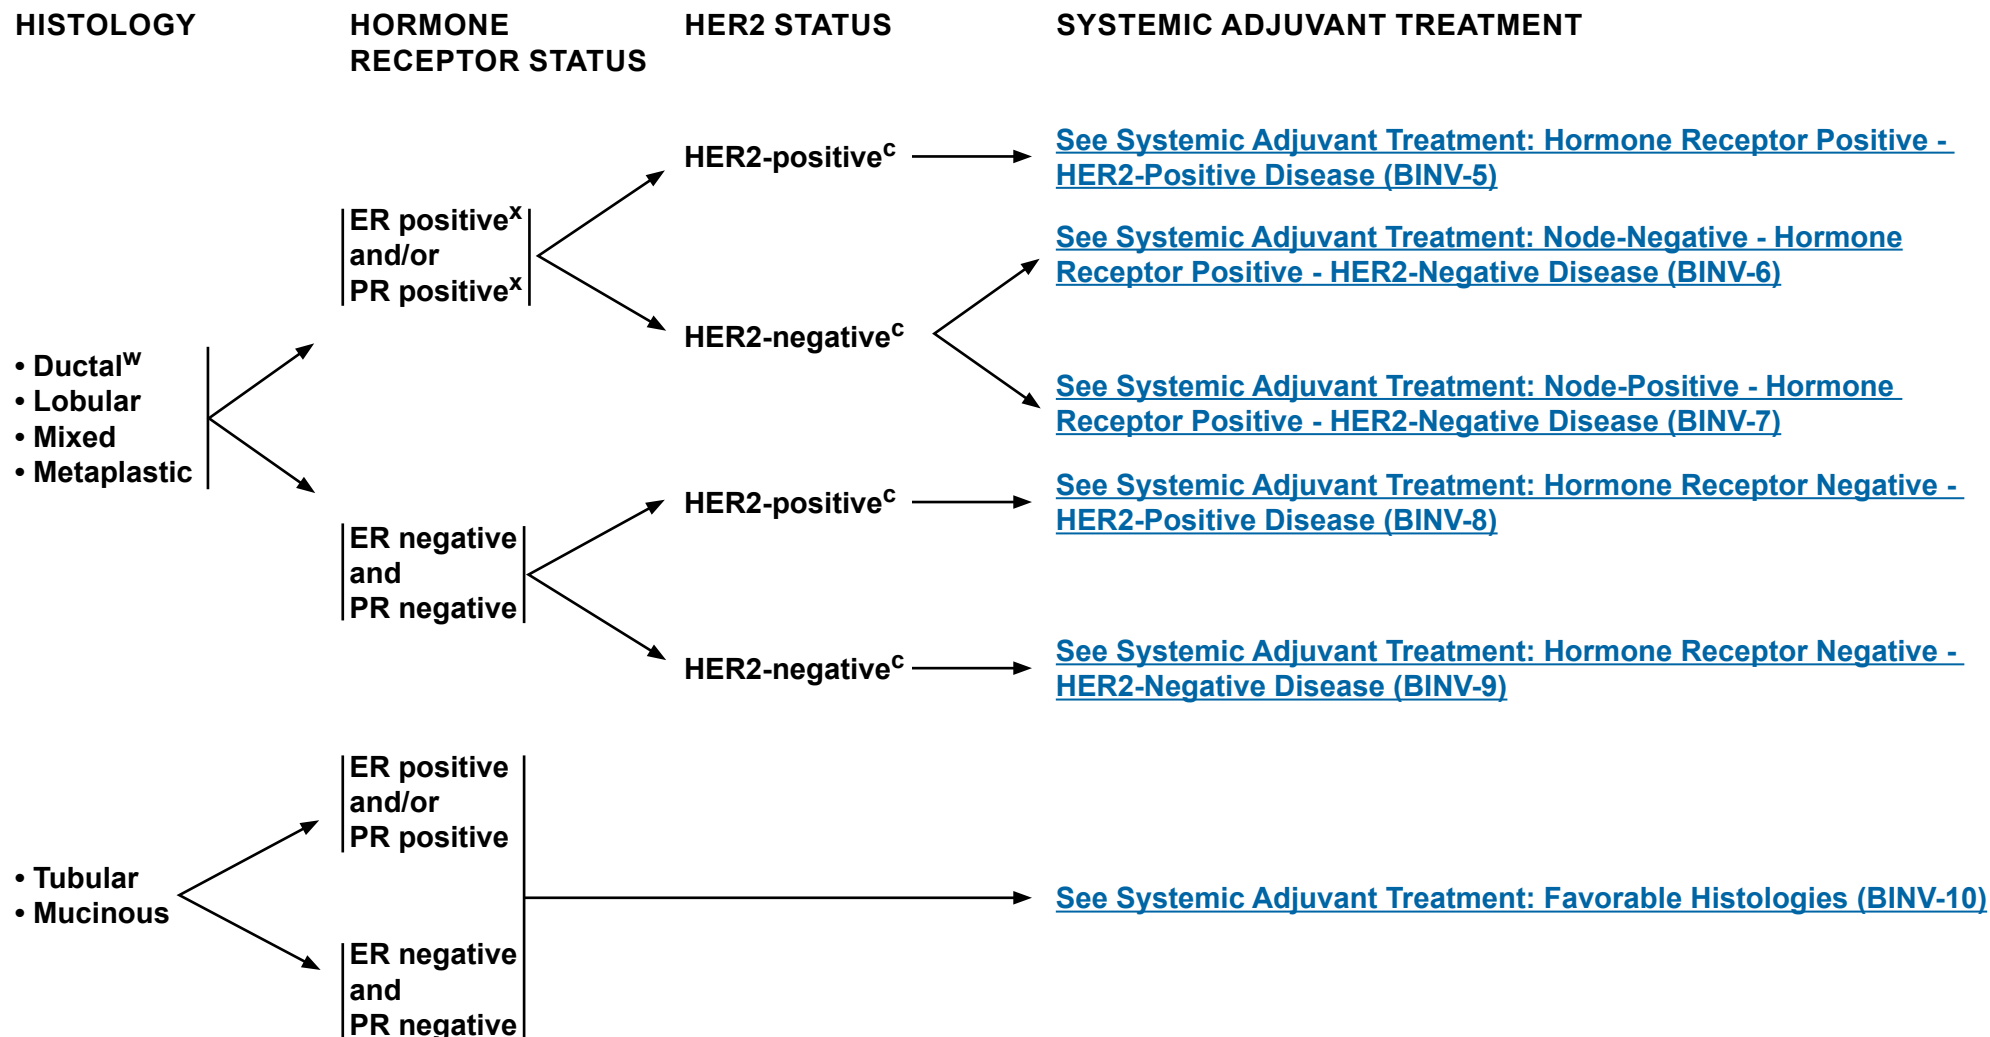 HISTOLOGY
HORMONE
RECEPTOR STATUS
HER2 STATUS
SYSTEMIC ADJUVANT TREATMENT
• Ductalw
• Lobular
• Mixed
• Metaplastic
ER positivex
and/or
PR positivex
HER2-positivec
See Systemic Adjuvant Treatment: Hormone Receptor Positive -
HER2-Positive Disease (BINV-5)
HER2-negativec
See Systemic Adjuvant Treatment: Node-Negative - Hormone
Receptor Positive - HER2-Negative Disease (BINV-6)
See Systemic Adjuvant Treatment: Node-Positive - Hormone
Receptor Positive - HER2-Negative Disease (BINV-7)
ER negative
and
PR negative
HER2-positivec
See Systemic Adjuvant Treatment: Hormone Receptor Negative -
HER2-Positive Disease (BINV-8)
HER2-negativec
See Systemic Adjuvant Treatment: Hormone Receptor Negative -
HER2-Negative Disease (BINV-9)
• Tubular
• Mucinous
ER positive
and/or
PR positive
ER negative
and
PR negative
See Systemic Adjuvant Treatment: Favorable Histologies (BINV-10)